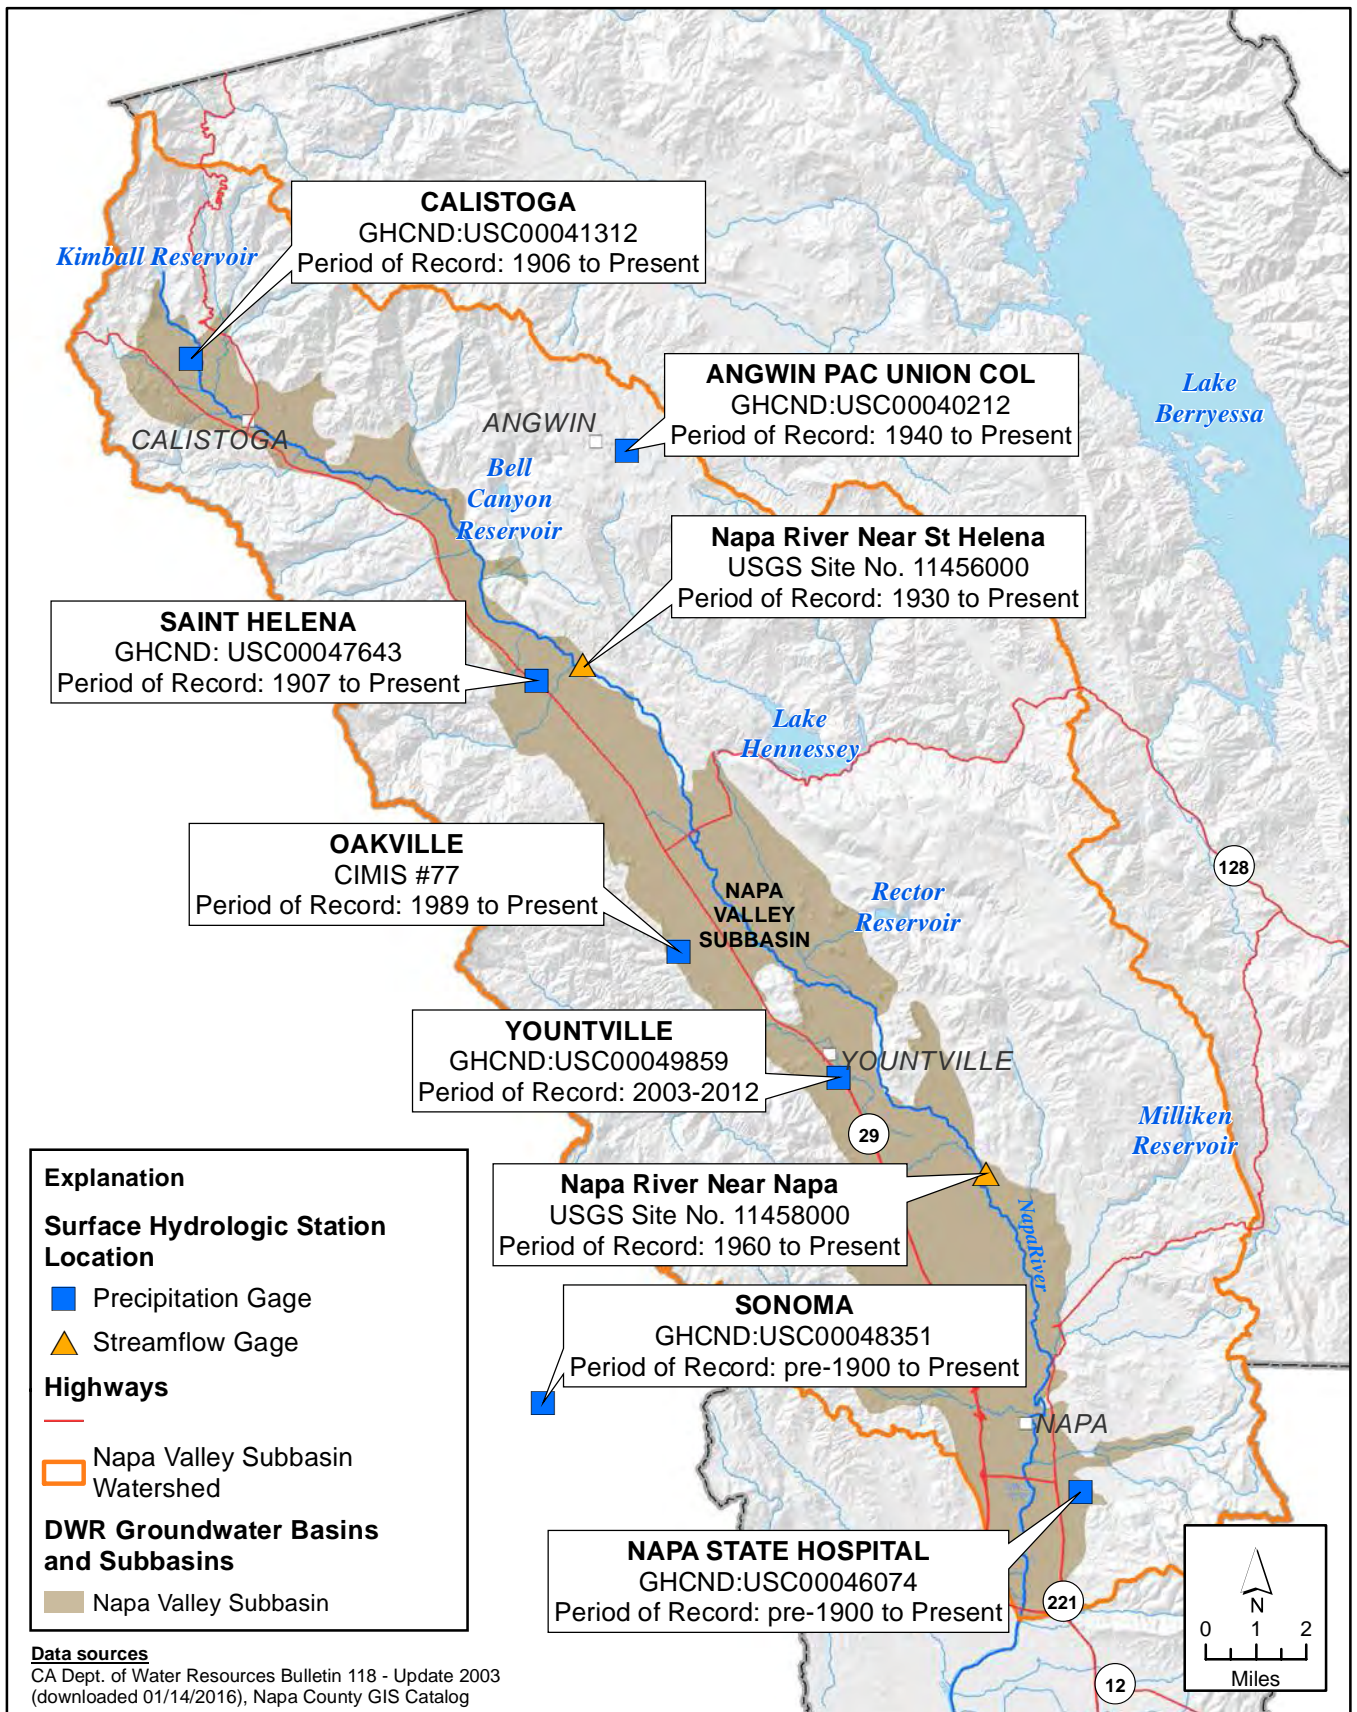 CALISTOGA
GHCND:USC00041312
Period of Record: 1906 to Present
Kimball Reservoir
ANGWIN PAC UNION COL
GHCND:USC00040212
Period of Record: 1940 to Present
Lake
Berryessa
CALISTOGA
ANGWIN
Bell
Canyon
Reservoir
Napa River Near St Helena
USGS Site No. 11456000
Period of Record: 1930 to Present
SAINT HELENA
GHCND: USC00047643
Period of Record: 1907 to Present
Lake
Hennessey
OAKVILLE
CIMIS #77
Period of Record: 1989 to Present
128
NAPA
VALLEY
SUBBASIN
Rector
Reservoir
YOUNTVILLE
GHCND:USC00049859
Period of Record: 2003-2012
YOUNTVILLE
29
Milliken
Reservoir
Napa River Near Napa
USGS Site No. 11458000
Period of Record: 1960 to Present
NapaRiver
SONOMA
GHCND:USC00048351
Period of Record: pre-1900 to Present
NAPA
NAPA STATE HOSPITAL
GHCND:USC00046074
Period of Record: pre-1900 to Present
221
12
Explanation
Surface Hydrologic Station
Location
Precipitation Gage
Streamflow Gage
Highways
Napa Valley Subbasin
Watershed
DWR Groundwater Basins
and Subbasins
Napa Valley Subbasin
N
0 1 2
Miles
Data sources
CA Dept. of Water Resources Bulletin 118 - Update 2003
(downloaded 01/14/2016), Napa County GIS Catalog